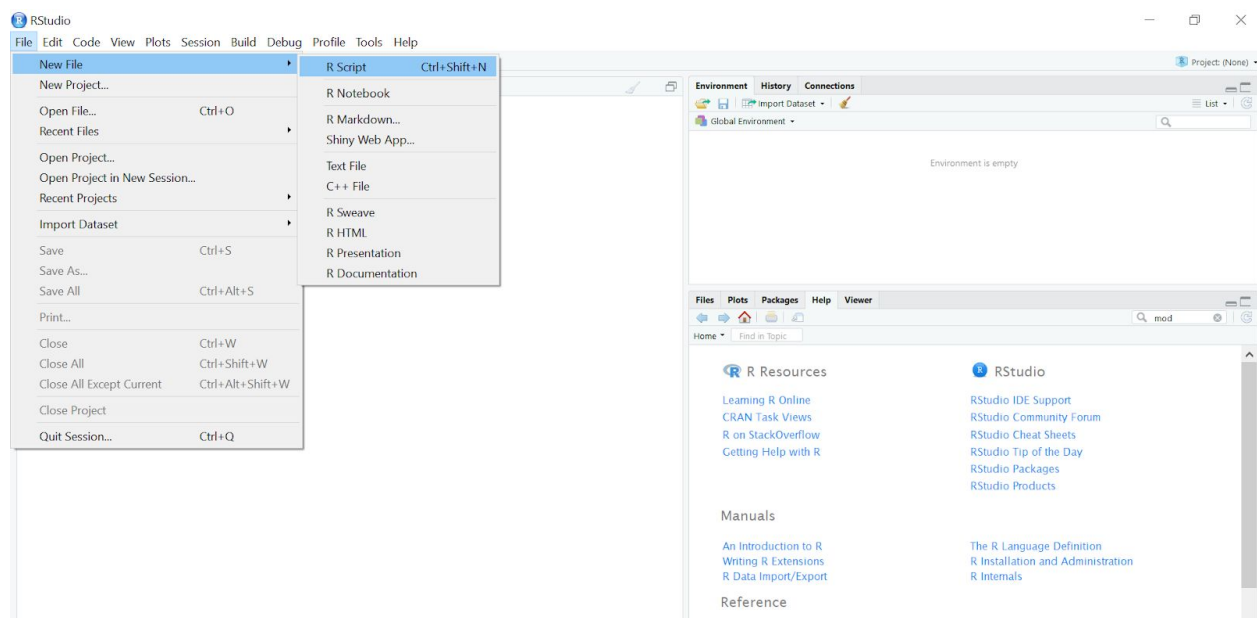 RStudio
File Edit Code View Plots Session Build Debug Profile Tools Help
New File
New Project...
Open File... Ctrl+O
Recent Files
Open Project...
Open Project in New Session...
Recent Projects
Import Dataset
Save Ctrl+S
Save As...
Save All Ctrl+Alt+S
Print...
Close Ctrl+W
Close All Ctrl+Shift+W
Close All Except Current Ctrl+Alt+Shift+W
Close Project
Quit Session... Ctrl+Q
R Script Ctrl+Shift+N
R Notebook
R Markdown...
Shiny Web App...
Text File
C++ File
R Sweave
R HTML
R Presentation
R Documentation
Project: (None)
Environment History Connections
Import Dataset List
Global Environment
Environment is empty
Files Plots Packages Help Viewer
mod
Home Find in Topic
R Resources
Learning R Online
CRAN Task Views
R on StackOverflow
Getting Help with R
RStudio
RStudio IDE Support
RStudio Community Forum
RStudio Cheat Sheets
RStudio Tip of the Day
RStudio Packages
RStudio Products
Manuals
An Introduction to R
Writing R Extensions
R Data Import/Export
The R Language Definition
R Installation and Administration
R Internals
Reference